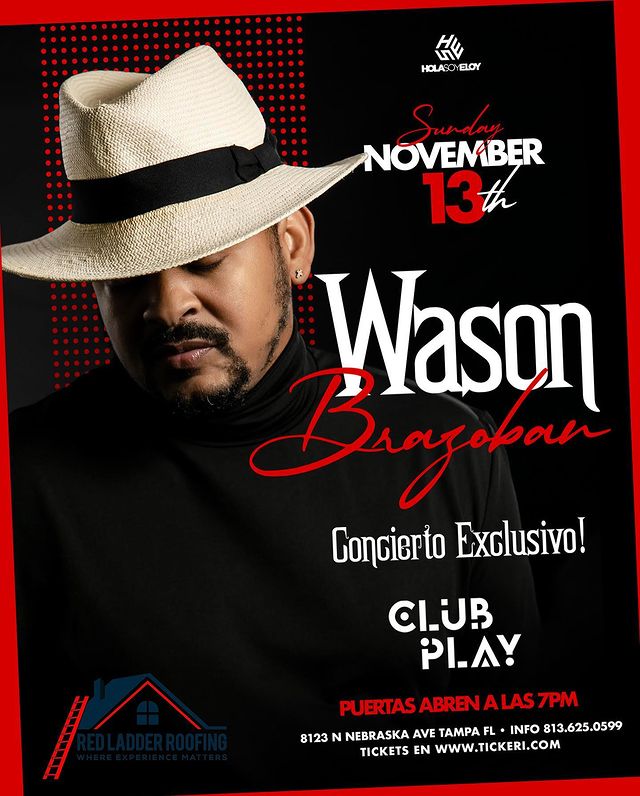 HOLASOYELOY
Sunday
NOVEMBER
13th
Wason
Brazoban
Concierto Exclusivo!
CLUB
PLAY
PUERTAS ABREN A LAS 7PM
8123 N NEBRASKA AVE TAMPA FL • INFO 813.625.0599
TICKETS EN WWW.TICKERI.COM
RED LADDER ROOFING
WHERE EXPERIENCE MATTERS